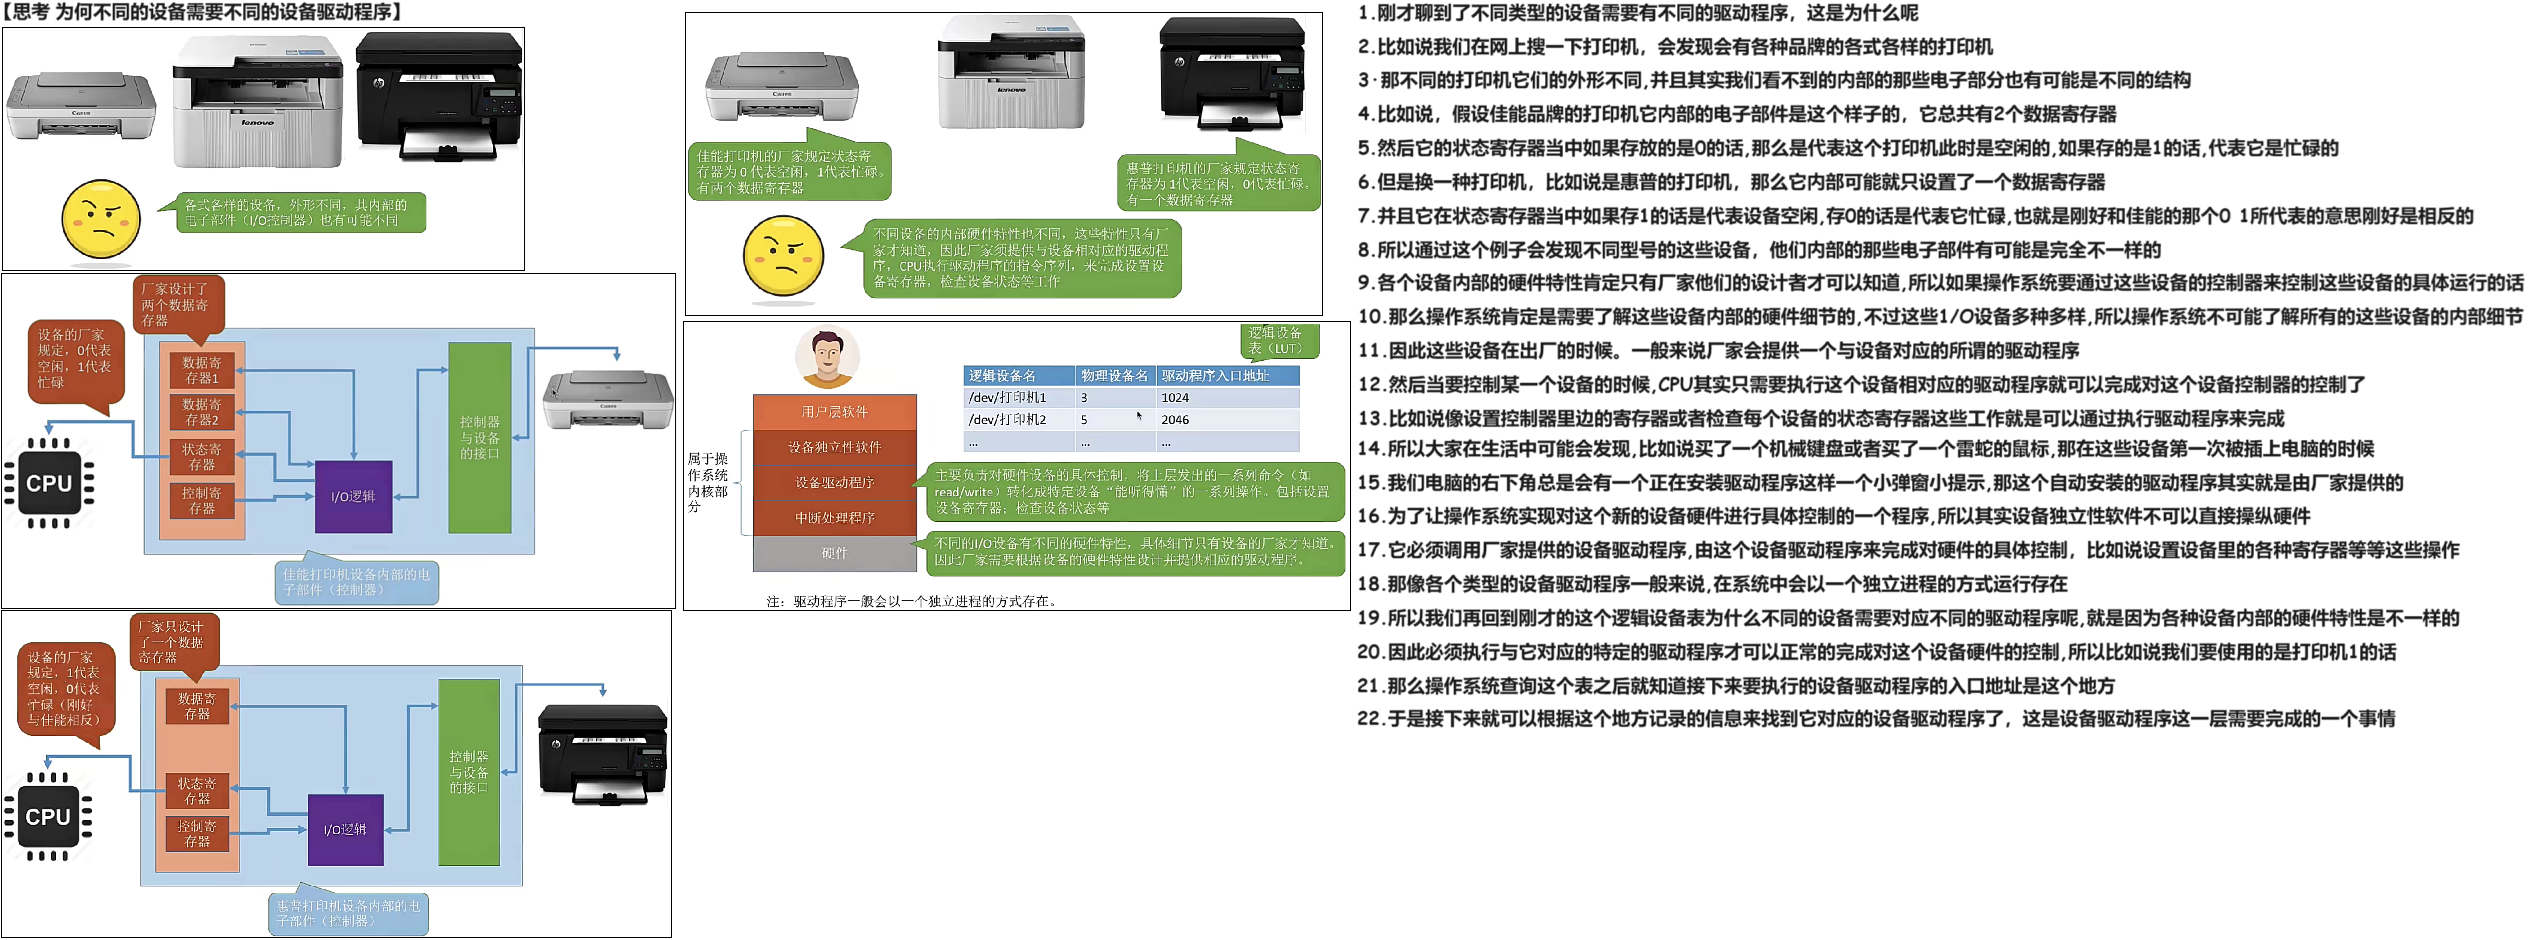 【思考 为何不同的设备需要不同的设备驱动程序】
Canon
lenovo
hp
各式各样的设备，外形不同，其内部的
电子部件（I/O控制器）也有可能不同
厂家设计了
两个数据寄
存器
设备的厂家
规定，0代表
空闲，1代表
忙碌
数据寄
存器1
数据寄
存器2
状态寄
存器
控制寄
存器
CPU
I/O逻辑
控制器
与设备
的接口
Canon
佳能打印机设备内部的电
子部件（控制器）
厂家只设计
了一个数据
寄存器
设备的厂家
规定，1代表
空闲，0代表
忙碌（刚好
与佳能相反）
数据寄
存器
状态寄
存器
控制寄
存器
CPU
I/O逻辑
控制器
与设备
的接口
hp
惠普打印机设备内部的电
子部件（控制器）
Canon
lenovo
hp
佳能打印机的厂家规定状态寄
存器为 0 代表空闲，1代表忙碌。
有两个数据寄存器
惠普打印机的厂家规定状态寄
存器为 1代表空闲，0代表忙碌。
有一个数据寄存器
不同设备的内部硬件特性也不同，这些特性只有厂
家才知道，因此厂家须提供与设备相对应的驱动程
序，CPU执行驱动程序的指令序列，来完成设置设
备寄存器，检查设备状态等工作
逻辑设备
表（LUT）
逻辑设备名 物理设备名 驱动程序入口地址
/dev/打印机1 3 1024
/dev/打印机2 5 2046
... ... ...
用户层软件
设备独立性软件
设备驱动程序
中断处理程序
硬件
属于操
作系统
内核部
分
主要负责对硬件设备的具体控制，将上层发出的一系列命令（如
read/write）转化成特定设备“能听得懂”的一系列操作。包括设置
设备寄存器；检查设备状态等
不同的I/O设备有不同的硬件特性，具体细节只有设备的厂家才知道。
因此厂家需要根据设备的硬件特性设计并提供相应的驱动程序。
注：驱动程序一般会以一个独立进程的方式存在。
1.刚才聊到了不同类型的设备需要有不同的驱动程序，这是为什么呢
2.比如说我们在网上搜一下打印机，会发现会有各种品牌的各式各样的打印机
3·那不同的打印机它们的外形不同,并且其实我们看不到的内部的那些电子部分也有可能是不同的结构
4.比如说，假设佳能品牌的打印机它内部的电子部件是这个样子的，它总共有2个数据寄存器
5.然后它的状态寄存器当中如果存放的是0的话,那么是代表这个打印机此时是空闲的,如果存的是1的话,代表它是忙碌的
6.但是换一种打印机，比如说是惠普的打印机，那么它内部可能就只设置了一个数据寄存器
7.并且它在状态寄存器当中如果存1的话是代表设备空闲,存0的话是代表它忙碌,也就是刚好和佳能的那个0 1所代表的意思刚好是相反的
8.所以通过这个例子会发现不同型号的这些设备，他们内部的那些电子部件有可能是完全不一样的
9.各个设备内部的硬件特性肯定只有厂家他们的设计者才可以知道,所以如果操作系统要通过这些设备的控制器来控制这些设备的具体运行的话
10.那么操作系统肯定是需要了解这些设备内部的硬件细节的,不过这些1/O设备多种多样,所以操作系统不可能了解所有的这些设备的内部细节
11.因此这些设备在出厂的时候。一般来说厂家会提供一个与设备对应的所谓的驱动程序
12.然后当要控制某一个设备的时候,CPU其实只需要执行这个设备相对应的驱动程序就可以完成对这个设备控制器的控制了
13.比如说像设置控制器里边的寄存器或者检查每个设备的状态寄存器这些工作就是可以通过执行驱动程序来完成
14.所以大家在生活中可能会发现,比如说买了一个机械键盘或者买了一个雷蛇的鼠标,那在这些设备第一次被插上电脑的时候
15.我们电脑的右下角总是会有一个正在安装驱动程序这样一个小弹窗小提示,那这个自动安装的驱动程序其实就是由厂家提供的
16.为了让操作系统实现对这个新的设备硬件进行具体控制的一个程序,所以其实设备独立性软件不可以直接操纵硬件
17.它必须调用厂家提供的设备驱动程序,由这个设备驱动程序来完成对硬件的具体控制，比如说设置设备里的各种寄存器等等这些操作
18.那像各个类型的设备驱动程序一般来说,在系统中会以一个独立进程的方式运行存在
19.所以我们再回到刚才的这个逻辑设备表为什么不同的设备需要对应不同的驱动程序呢,就是因为各种设备内部的硬件特性是不一样的
20.因此必须执行与它对应的特定的驱动程序才可以正常的完成对这个设备硬件的控制,所以比如说我们要使用的是打印机1的话
21.那么操作系统查询这个表之后就知道接下来要执行的设备驱动程序的入口地址是这个地方
22.于是接下来就可以根据这个地方记录的信息来找到它对应的设备驱动程序了，这是设备驱动程序这一层需要完成的一个事情